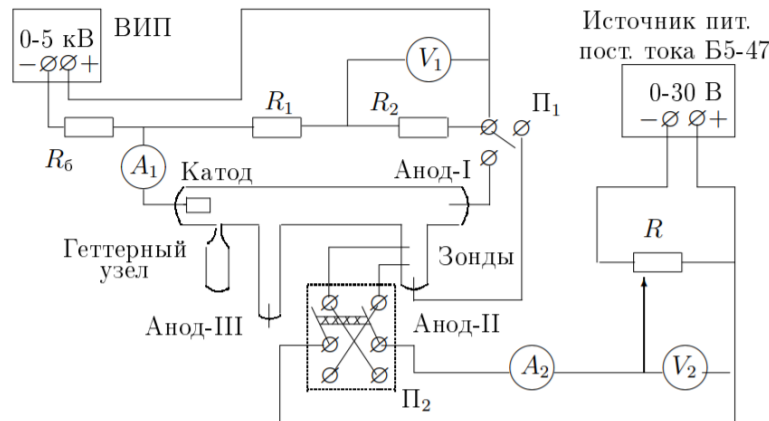 ВИП
0-5 кВ
− +
V₁
R₁
R₂
П₁
Rб
A₁
Катод
Анод-I
Геттерный
узел
Зонды
Анод-III
Анод-II
П₂
A₂
V₂
Источник пит.
пост. тока Б5-47
0-30 В
− +
R